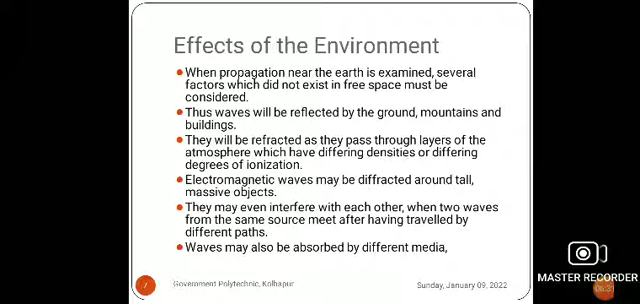 Effects of the Environment
When propagation near the earth is examined, several
factors which did not exist in free space must be
considered.
Thus waves will be reflected by the ground, mountains and
buildings.
They will be refracted as they pass through layers of the
atmosphere which have differing densities or differing
degrees of ionization.
Electromagnetic waves may be diffracted around tall,
massive objects.
They may even interfere with each other, when two waves
from the same source meet after having travelled by
different paths.
Waves may also be absorbed by different media,
7
Government Polytechnic, Kolhapur
Sunday, January 09, 2022
MASTER RECORDER
06:31